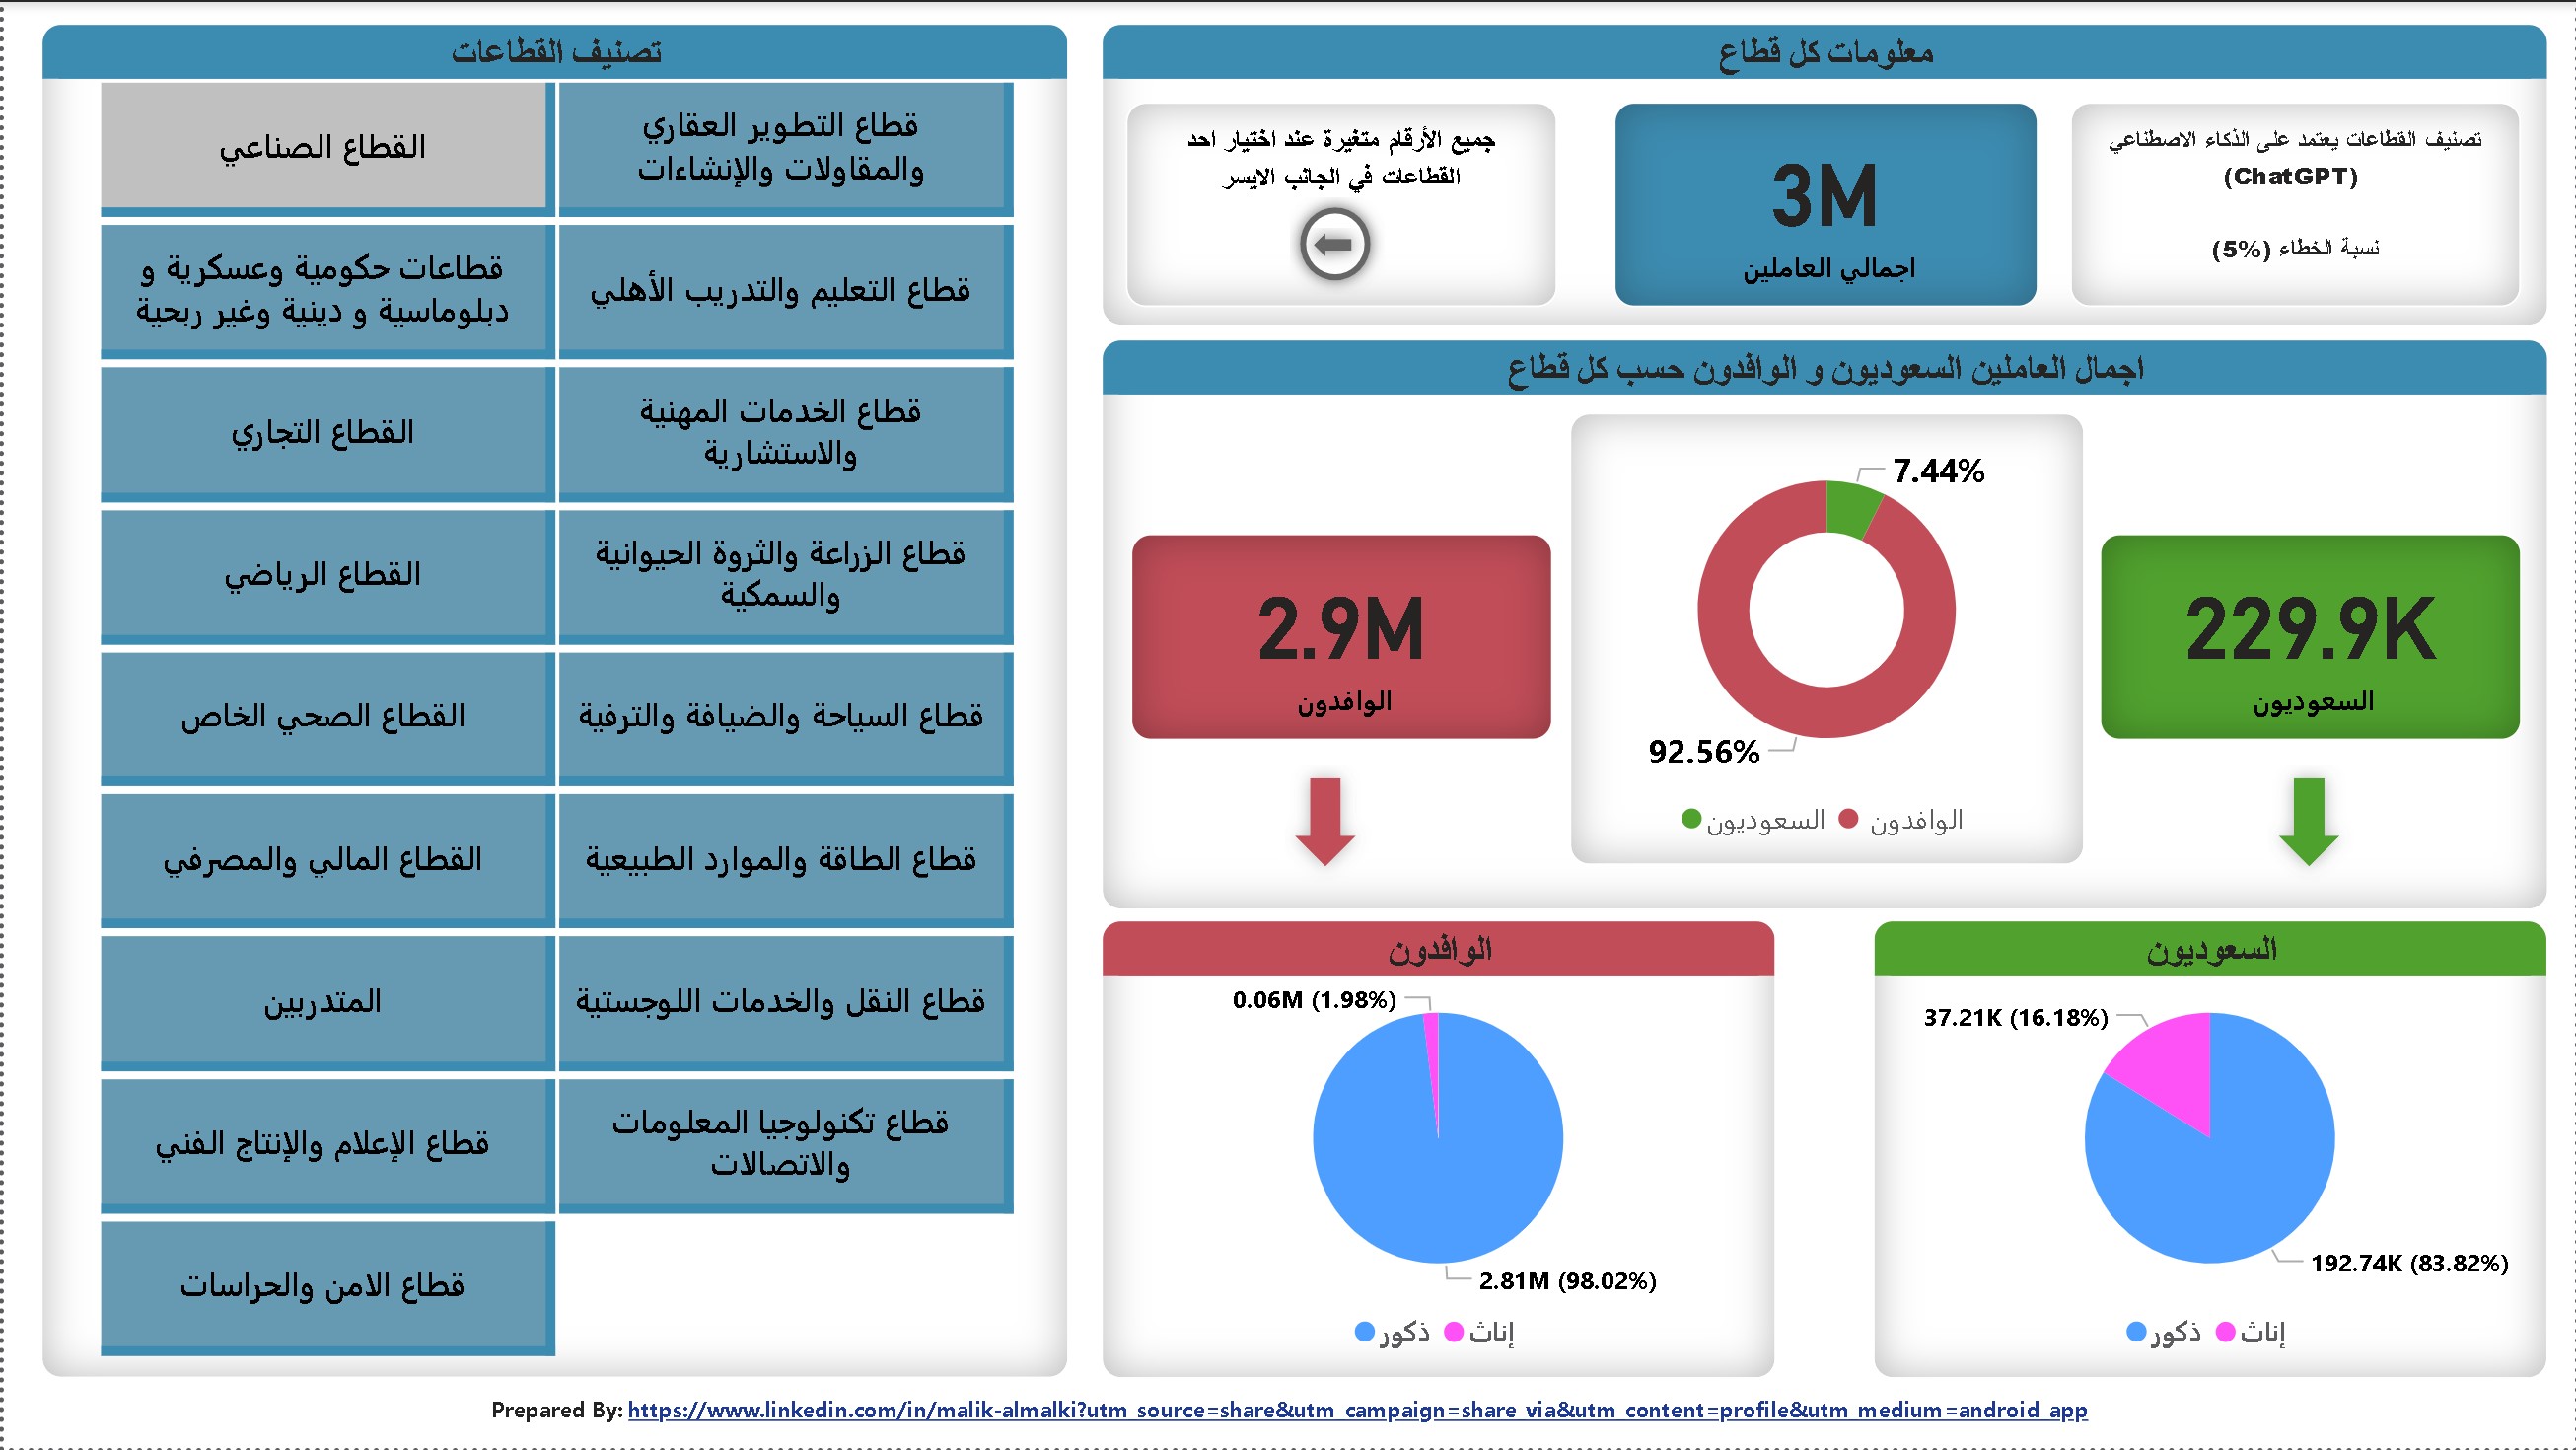 معلومات كل قطاع
تصنيف القطاعات يعتمد على الذكاء الاصطناعي
(ChatGPT)
نسبة الخطاء (5%)
3M
اجمالي العاملين
جميع الأرقام متغيرة عند اختيار احد
القطاعات في الجانب الايسر
اجمال العاملين السعوديون و الوافدون حسب كل قطاع
229.9K
السعوديون
7.44%
92.56%
السعوديون
الوافدون
2.9M
الوافدون
السعوديون
37.21K (16.18%)
192.74K (83.82%)
ذكور
إناث
الوافدون
0.06M (1.98%)
2.81M (98.02%)
ذكور
إناث
تصنيف القطاعات
قطاع التطوير العقاري
والمقاولات والإنشاءات
القطاع الصناعي
قطاع التعليم والتدريب الأهلي
قطاعات حكومية وعسكرية و
دبلوماسية و دينية وغير ربحية
قطاع الخدمات المهنية
والاستشارية
القطاع التجاري
قطاع الزراعة والثروة الحيوانية
والسمكية
القطاع الرياضي
قطاع السياحة والضيافة والترفية
القطاع الصحي الخاص
قطاع الطاقة والموارد الطبيعية
القطاع المالي والمصرفي
قطاع النقل والخدمات اللوجستية
المتدربين
قطاع تكنولوجيا المعلومات
والاتصالات
قطاع الإعلام والإنتاج الفني
قطاع الامن والحراسات
Prepared By: https://www.linkedin.com/in/malik-almalki?utm_source=share&utm_campaign=share_via&utm_content=profile&utm_medium=android_app